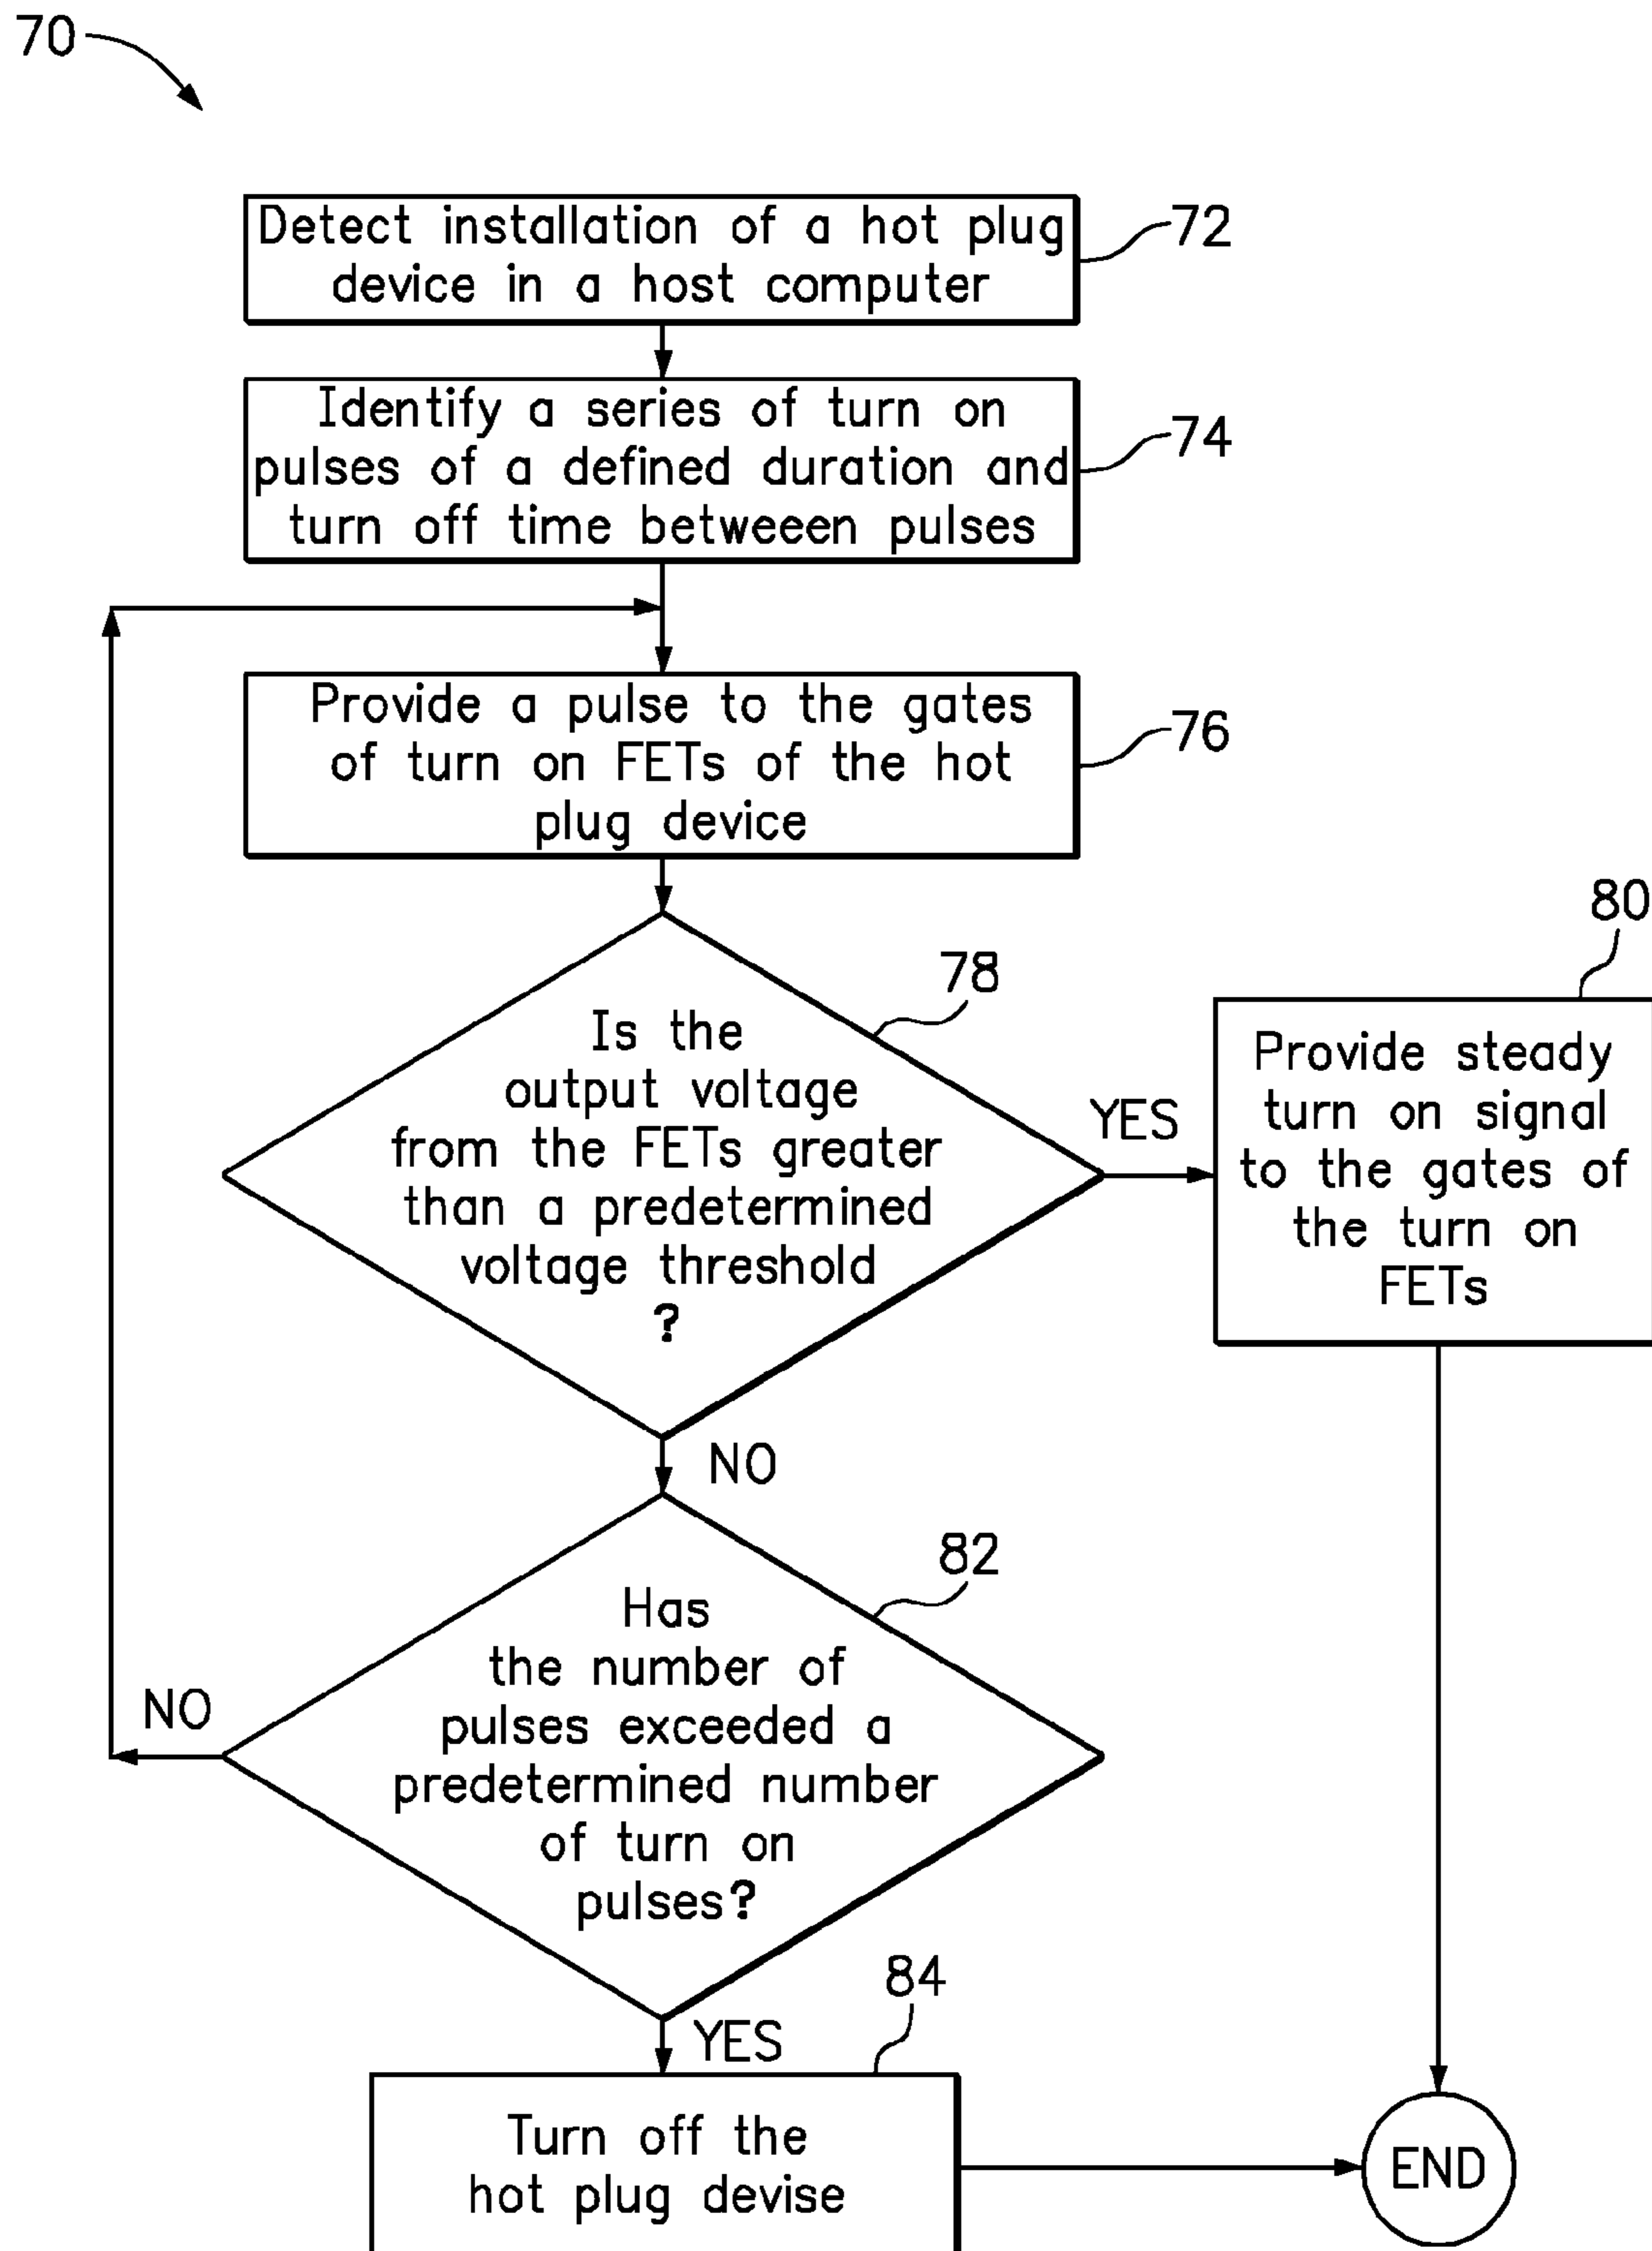 70
Detect installation of a hot plug
device in a host computer
72
Identify a series of turn on
pulses of a defined duration and
turn off time betweeen pulses
74
Provide a pulse to the gates
of turn on FETs of the hot
plug device
76
Is the
output voltage
from the FETs greater
than a predetermined
voltage threshold
?
78
YES
80
Provide steady
turn on signal
to the gates of
the turn on
FETs
NO
Has
the number of
pulses exceeded a
predetermined number
of turn on
pulses?
82
NO
YES
84
Turn off the
hot plug devise
END